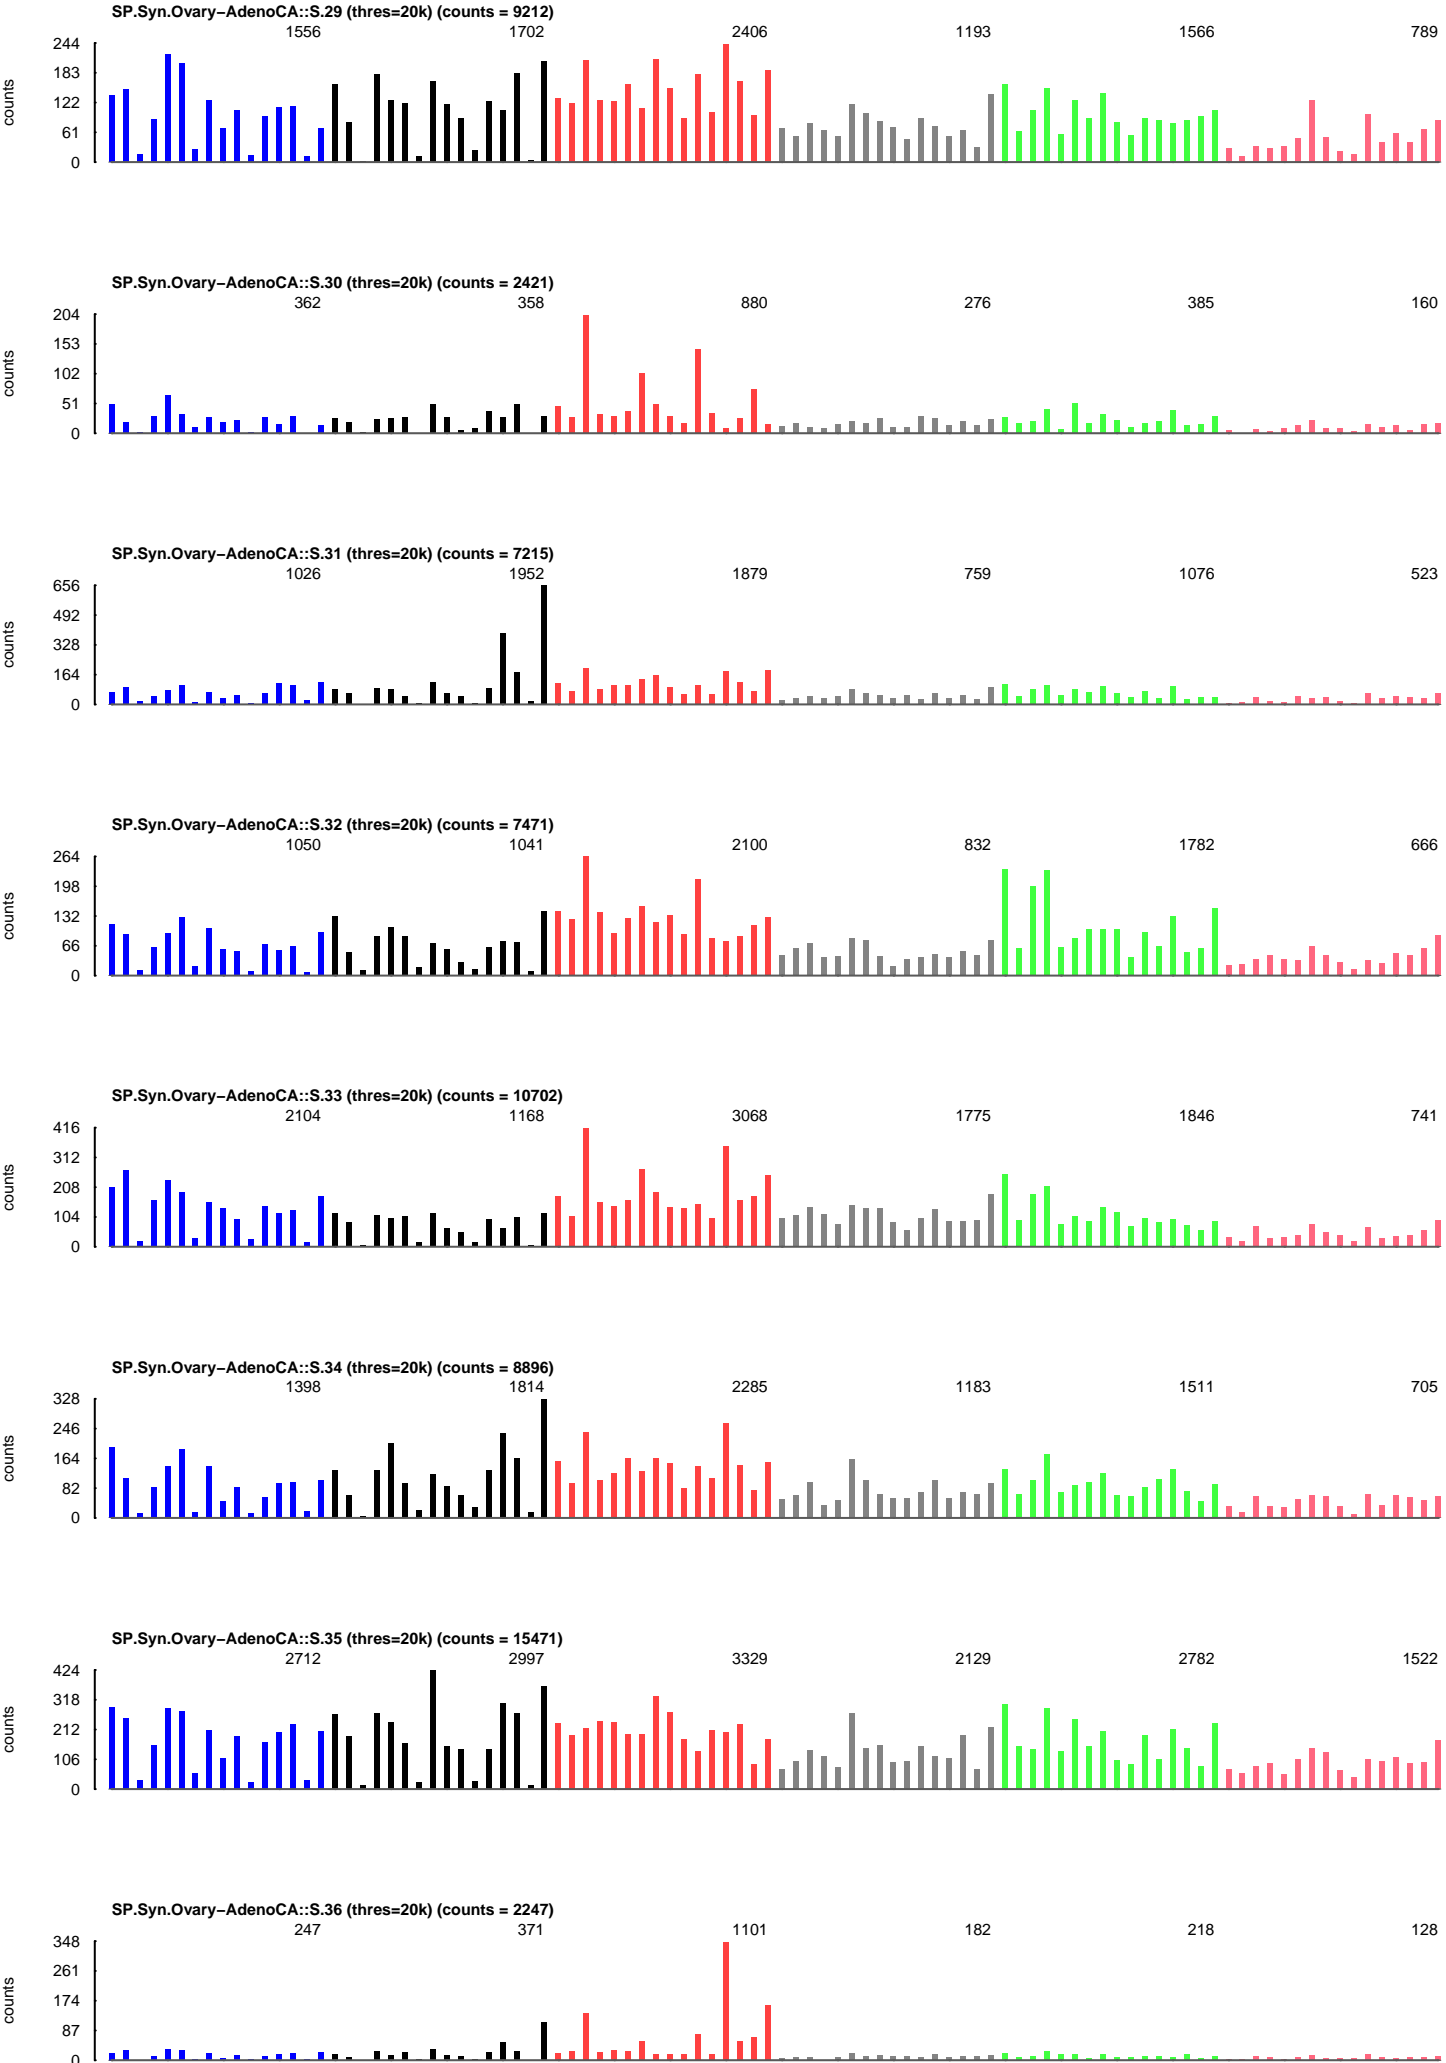 SP.Syn.Ovary−AdenoCA::S.29 (thres=20k) (counts = 9212)
1556 1702 2406 1193 1566 789
244
183
122
61
0
counts
SP.Syn.Ovary−AdenoCA::S.30 (thres=20k) (counts = 2421)
362 358 880 276 385 160
204
153
102
51
0
counts
SP.Syn.Ovary−AdenoCA::S.31 (thres=20k) (counts = 7215)
1026 1952 1879 759 1076 523
656
492
328
164
0
counts
SP.Syn.Ovary−AdenoCA::S.32 (thres=20k) (counts = 7471)
1050 1041 2100 832 1782 666
264
198
132
66
0
counts
SP.Syn.Ovary−AdenoCA::S.33 (thres=20k) (counts = 10702)
2104 1168 3068 1775 1846 741
416
312
208
104
0
counts
SP.Syn.Ovary−AdenoCA::S.34 (thres=20k) (counts = 8896)
1398 1814 2285 1183 1511 705
328
246
164
82
0
counts
SP.Syn.Ovary−AdenoCA::S.35 (thres=20k) (counts = 15471)
2712 2997 3329 2129 2782 1522
424
318
212
106
0
counts
SP.Syn.Ovary−AdenoCA::S.36 (thres=20k) (counts = 2247)
247 371 1101 182 218 128
348
261
174
87
0
counts